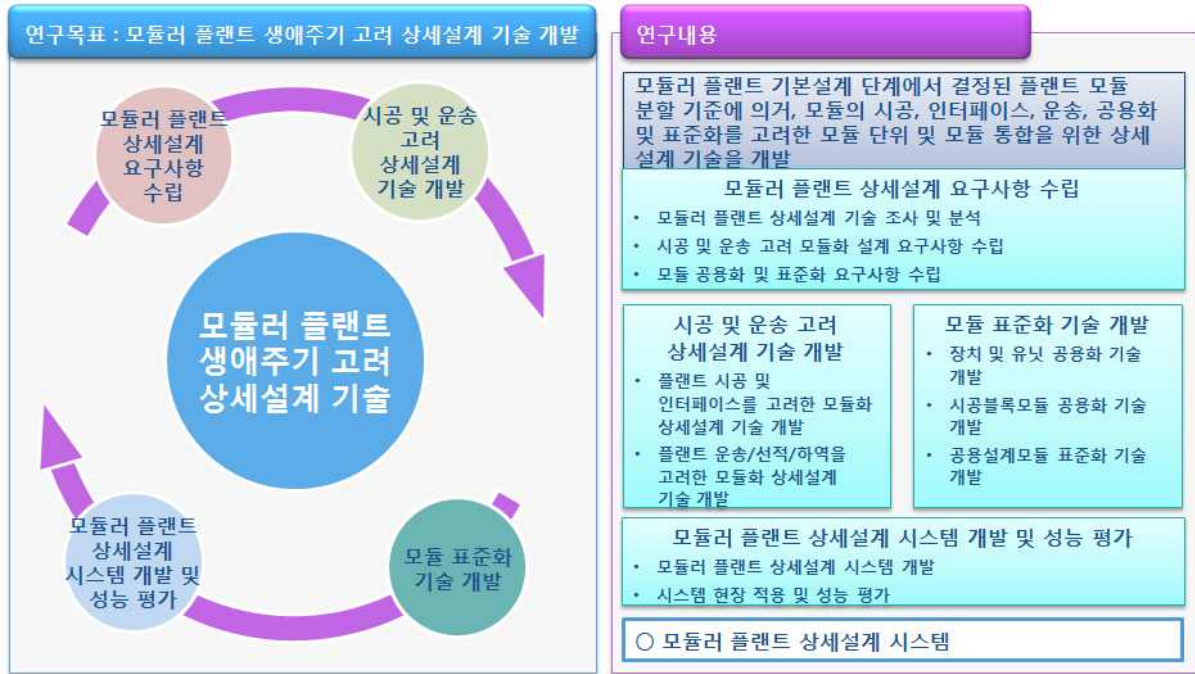 연구목표 : 모듈러 플랜트 생애주기 고려 상세설계 기술 개발
모듈러 플랜트
상세설계
요구사항
수립
시공 및 운송
고려
상세설계
기술 개발
모듈러 플랜트
생애주기 고려
상세설계 기술
모듈러 플랜트
상세설계
시스템 개발 및
성능 평가
모듈 표준화
기술 개발
연구내용
모듈러 플랜트 기본설계 단계에서 결정된 플랜트 모듈
분할 기준에 의거, 모듈의 시공, 인터페이스, 운송, 공용화
및 표준화를 고려한 모듈 단위 및 모듈 통합을 위한 상세
설계 기술을 개발
모듈러 플랜트 상세설계 요구사항 수립
• 모듈러 플랜트 상세설계 기술 조사 및 분석
• 시공 및 운송 고려 모듈화 설계 요구사항 수립
• 모듈 공용화 및 표준화 요구사항 수립
시공 및 운송 고려
상세설계 기술 개발
• 플랜트 시공 및
인터페이스를 고려한 모듈화
상세설계 기술 개발
• 플랜트 운송/선적/하역을
고려한 모듈화 상세설계
기술 개발
모듈 표준화 기술 개발
• 장치 및 유닛 공용화 기술
개발
• 시공블록모듈 공용화 기술
개발
• 공용설계모듈 표준화 기술
개발
모듈러 플랜트 상세설계 시스템 개발 및 성능 평가
• 모듈러 플랜트 상세설계 시스템 개발
• 시스템 현장 적용 및 성능 평가
○ 모듈러 플랜트 상세설계 시스템